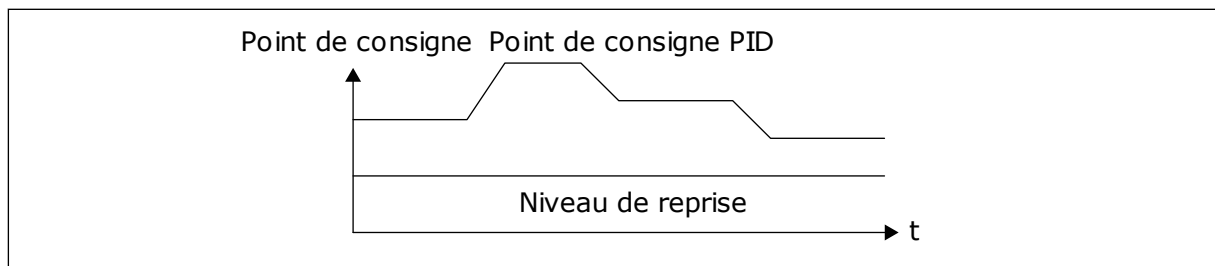 Point de consigne Point de consigne PID
Niveau de reprise
t